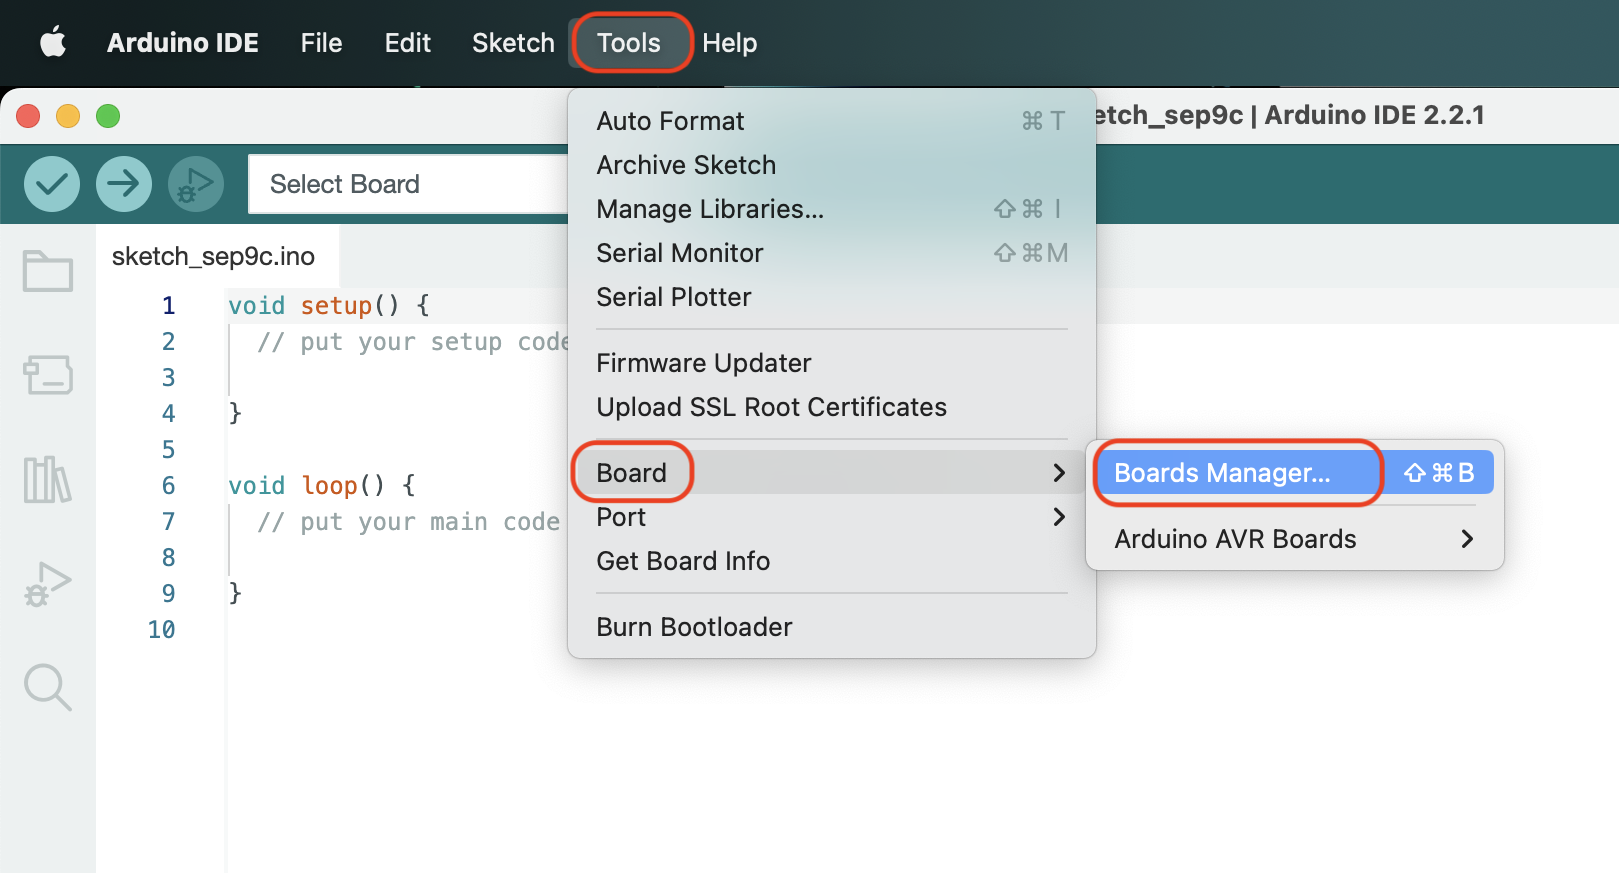 Arduino IDE File Edit Sketch Tools Help
etch_sep9c | Arduino IDE 2.2.1
Select Board
sketch_sep9c.ino
1 void setup() {
2 // put your setup code
3
4 }
5
6 void loop() {
7 // put your main code
8
9 }
10
Auto Format ⌘ T
Archive Sketch
Manage Libraries... ⇧⌘ I
Serial Monitor ⇧⌘M
Serial Plotter
Firmware Updater
Upload SSL Root Certificates
Board
Port
Get Board Info
Burn Bootloader
Boards Manager... ⇧⌘B
Arduino AVR Boards